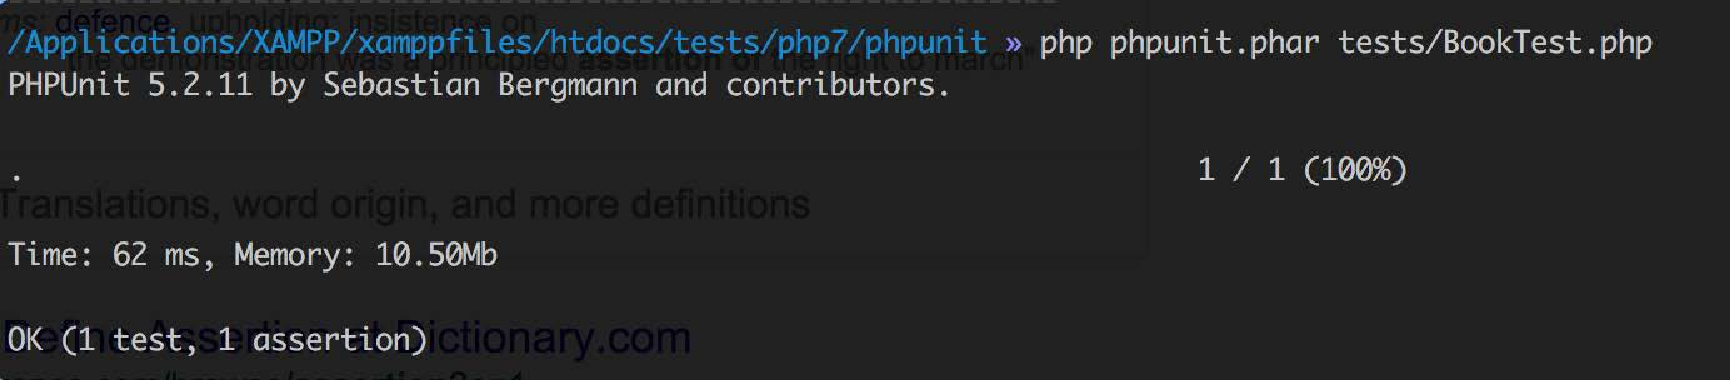 ms: defence, upholding; insistence on
/Applications/XAMPP/xamppfiles/htdocs/tests/php7/phpunit » php phpunit.phar tests/BookTest.php
"the demonstration was a principled assertion of the right to march"
PHPUnit 5.2.11 by Sebastian Bergmann and contributors.
. 1 / 1 (100%)
Translations, word origin, and more definitions
Time: 62 ms, Memory: 10.50Mb
OK (1 test, 1 assertion)
Define Assertion at Dictionary.com